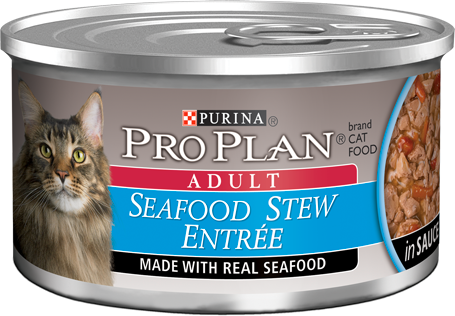 PURINA®
PRO PLAN®
brand
CAT
FOOD
ADULT
SEAFOOD STEW
ENTRÉE
MADE WITH REAL SEAFOOD
in SAUCE